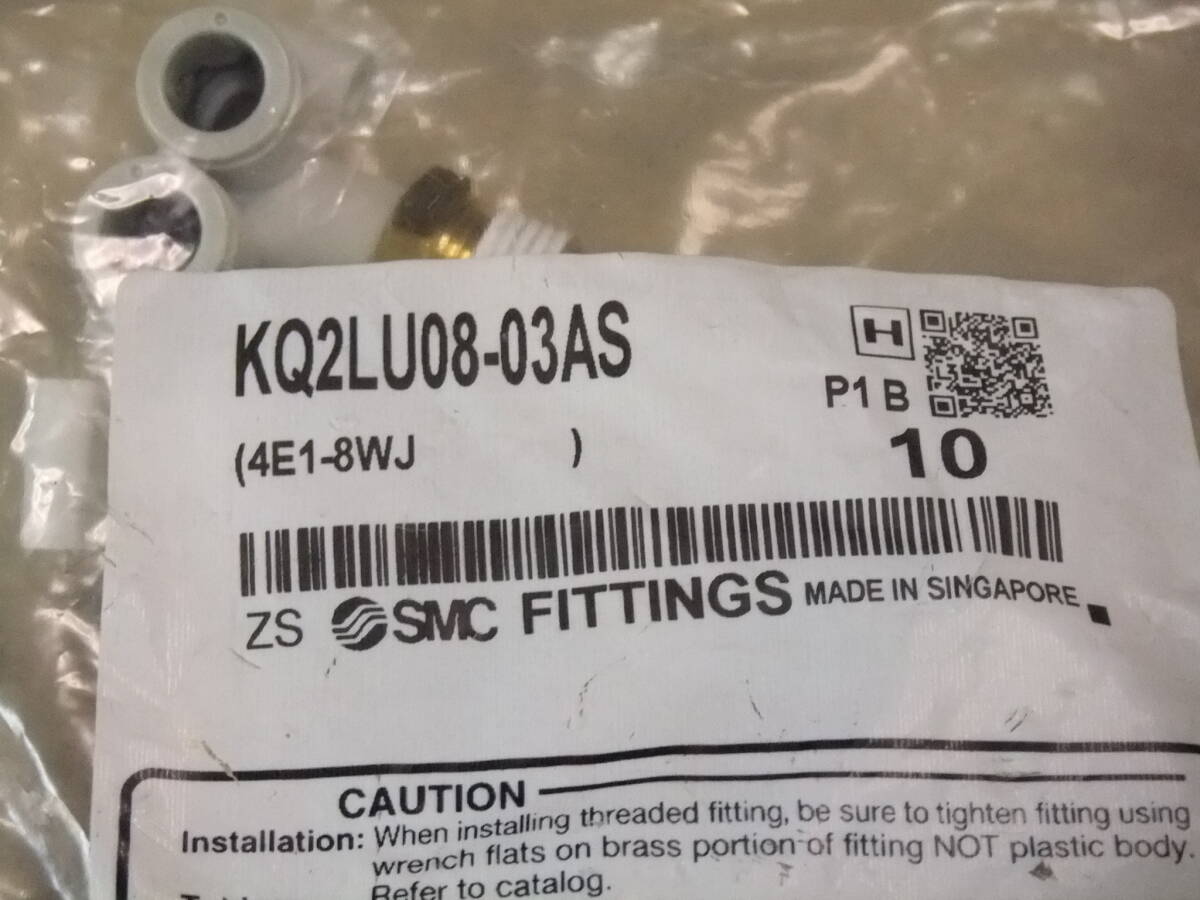 KQ2LU08-03AS
H
P1 B
(4E1-8WJ )
10
ZS SMC FITTINGS MADE IN SINGAPORE
CAUTION
Installation: When installing threaded fitting, be sure to tighten fitting using
wrench flats on brass portion of fitting NOT plastic body.
Refer to catalog.